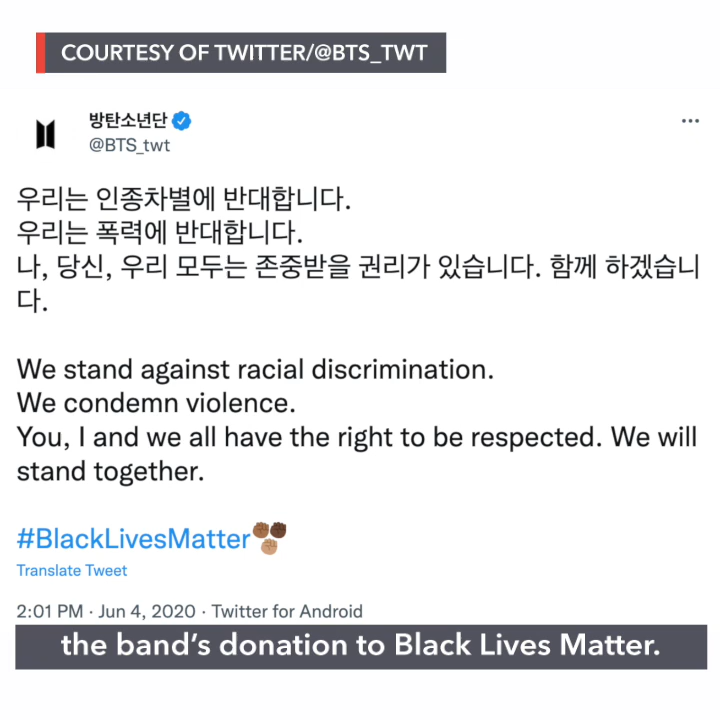 COURTESY OF TWITTER/@BTS_TWT
방탄소년단
@BTS_twt
우리는 인종차별에 반대합니다.
우리는 폭력에 반대합니다.
나, 당신, 우리 모두는 존중받을 권리가 있습니다. 함께 하겠습니
다.
We stand against racial discrimination.
We condemn violence.
You, I and we all have the right to be respected. We will
stand together.
#BlackLivesMatter
Translate Tweet
2:01 PM · Jun 4, 2020 · Twitter for Android
the band's donation to Black Lives Matter.